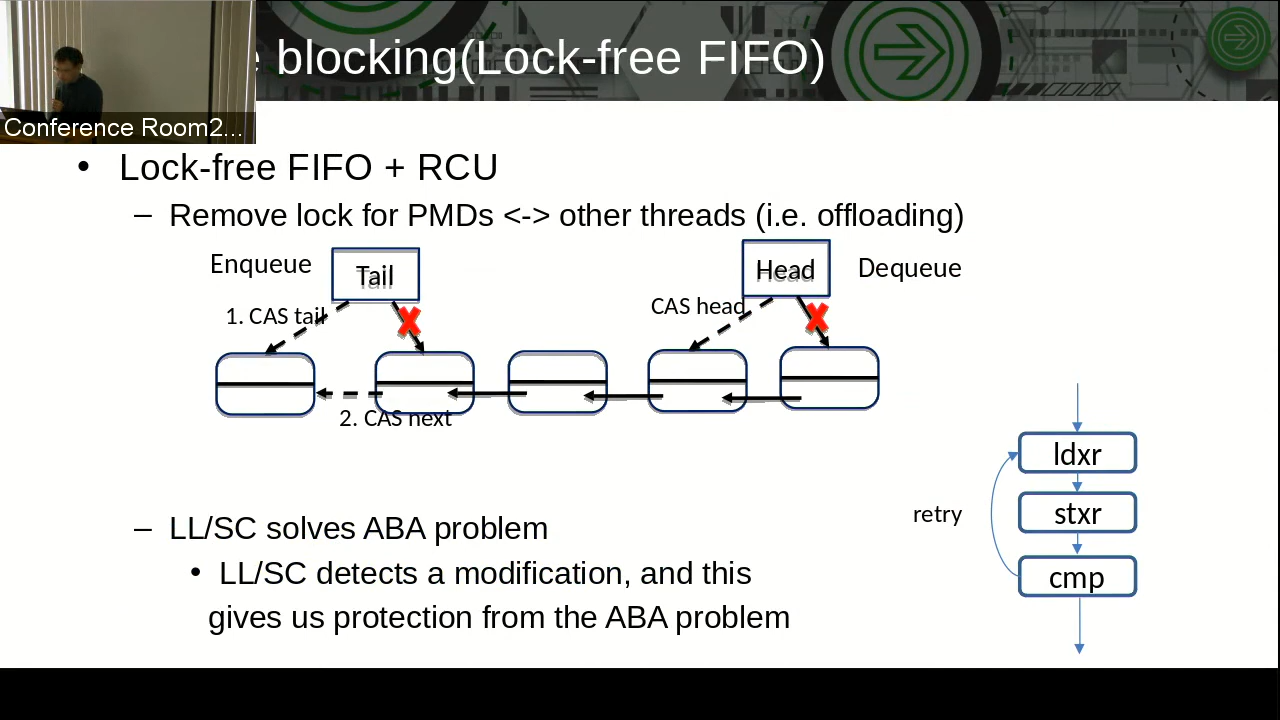 blocking(Lock-free FIFO)
Conference Room2...
• Lock-free FIFO + RCU
– Remove lock for PMDs <-> other threads (i.e. offloading)
Enqueue
Tail
Head
Dequeue
1. CAS tail
CAS head
2. CAS next
ldxr
retry
stxr
cmp
– LL/SC solves ABA problem
• LL/SC detects a modification, and this
gives us protection from the ABA problem